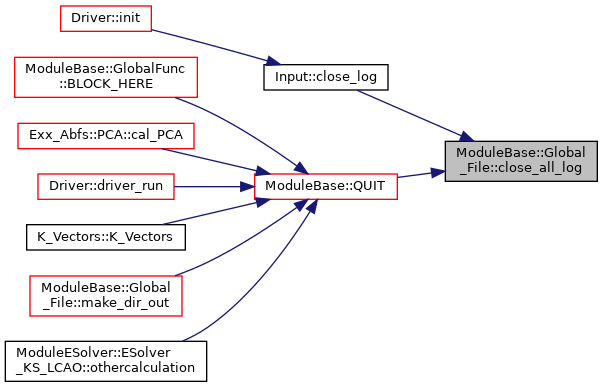 Driver::init
Input::close_log
ModuleBase::GlobalFunc
::BLOCK_HERE
Exx_Abfs::PCA::cal_PCA
ModuleBase::Global
_File::close_all_log
Driver::driver_run
ModuleBase::QUIT
K_Vectors::K_Vectors
ModuleBase::Global
_File::make_dir_out
ModuleESolver::ESolver
_KS_LCAO::othercalculation